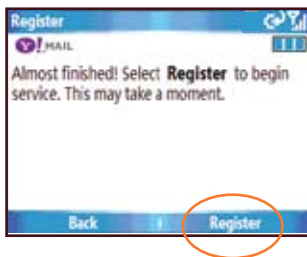 Register
Y! MAIL
Almost finished! Select Register to begin
service. This may take a moment.
Back Register